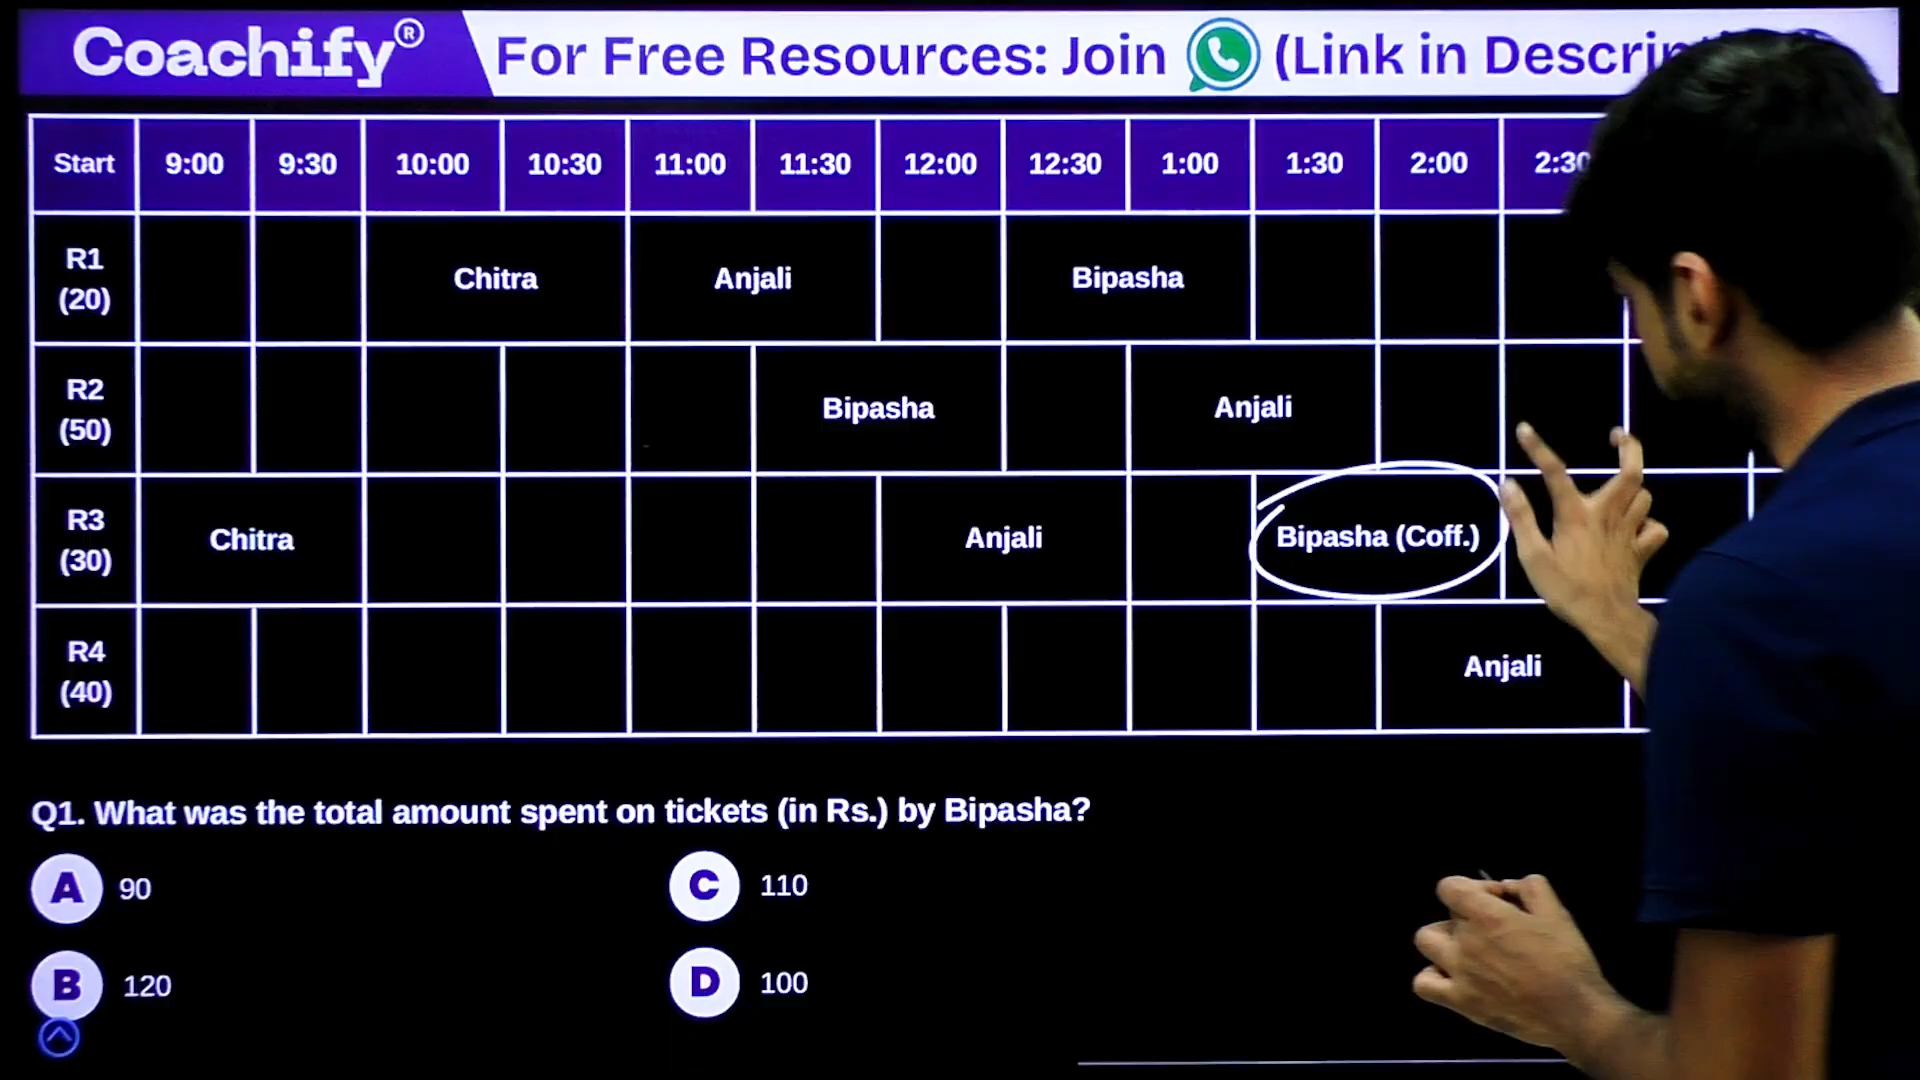 Coachify®
For Free Resources: Join (Link in Descrip
Start 9:00 9:30 10:00 10:30 11:00 11:30 12:00 12:30 1:00 1:30 2:00 2:30
R1 (20) Chitra Anjali Bipasha
R2 (50) Bipasha Anjali
R3 (30) Chitra Anjali Bipasha (Coff.)
R4 (40) Anjali
Q1. What was the total amount spent on tickets (in Rs.) by Bipasha?
A 90
C 110
B 120
D 100